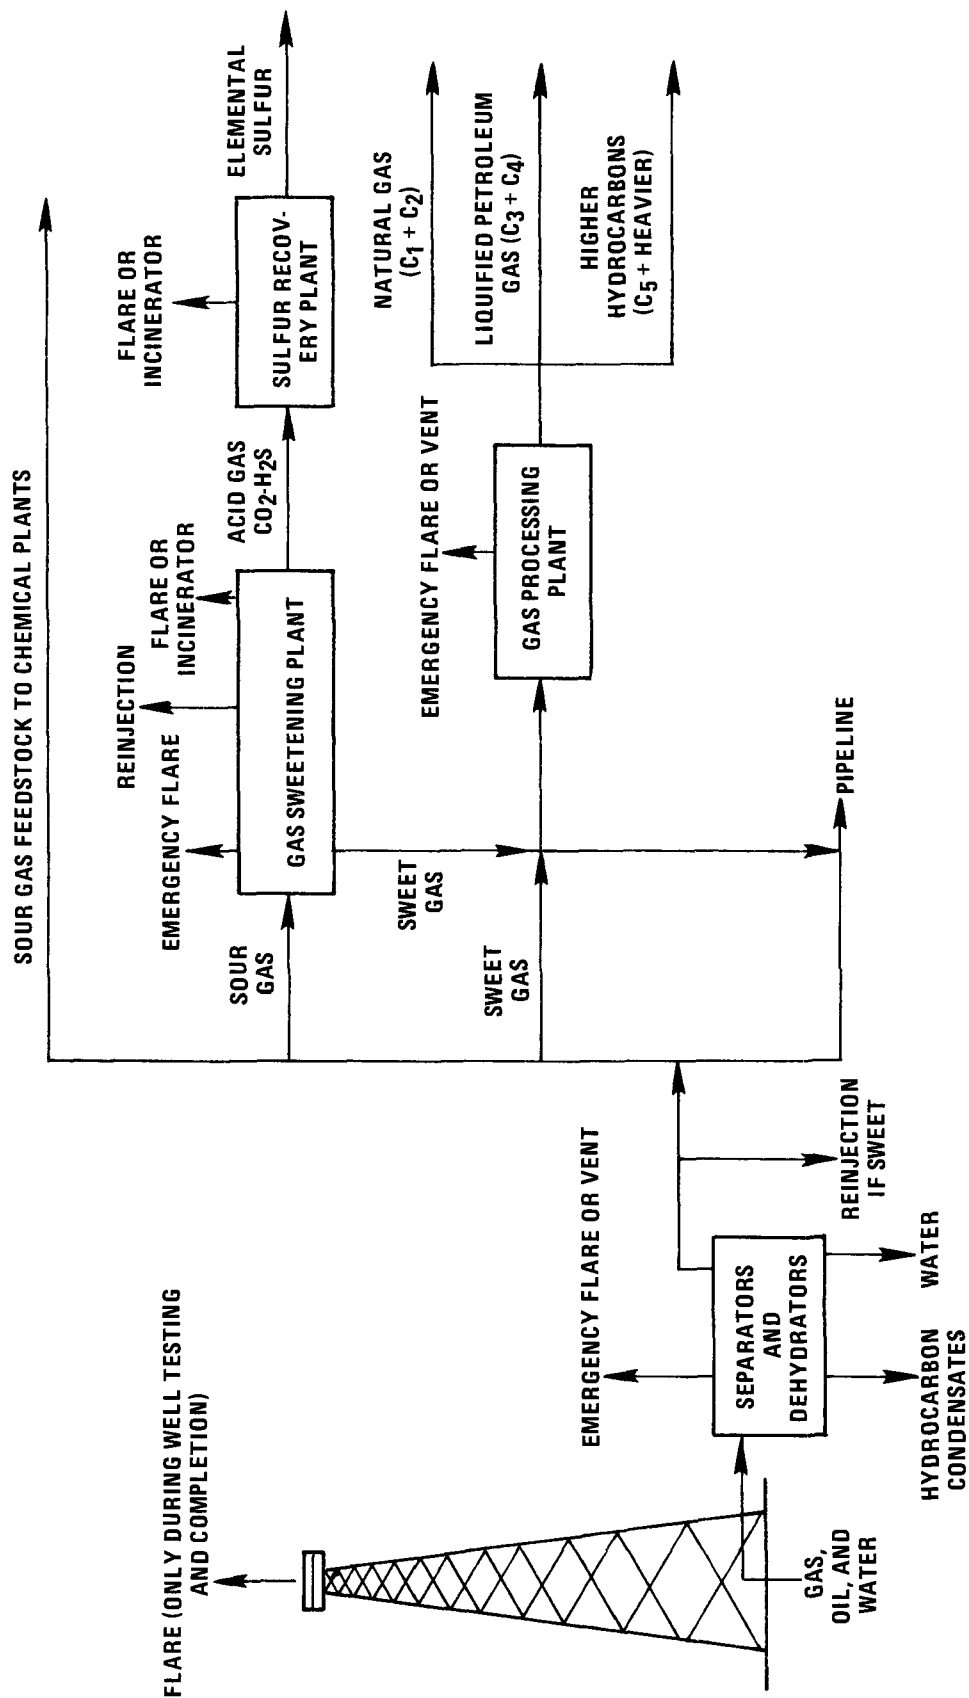 FLARE (ONLY DURING WELL TESTING
AND COMPLETION)
GAS,
OIL, AND
WATER
EMERGENCY FLARE OR VENT
SEPARATORS
AND
DEHYDRATORS
HYDROCARBON
CONDENSATES
WATER
REINJECTION
IF SWEET
SOUR GAS FEEDSTOCK TO CHEMICAL PLANTS
SOUR
GAS
EMERGENCY FLARE
REINJECTION
FLARE OR
INCINERATOR
GAS SWEETENING PLANT
ACID GAS
CO2-H2S
FLARE OR
INCINERATOR
SULFUR RECOV-
ERY PLANT
ELEMENTAL
SULFUR
SWEET
GAS
SWEET
GAS
EMERGENCY FLARE OR VENT
GAS PROCESSING
PLANT
NATURAL GAS
(C1 + C2)
LIQUIFIED PETROLEUM
GAS (C3 + C4)
HIGHER
HYDROCARBONS
(C5 + HEAVIER)
PIPELINE